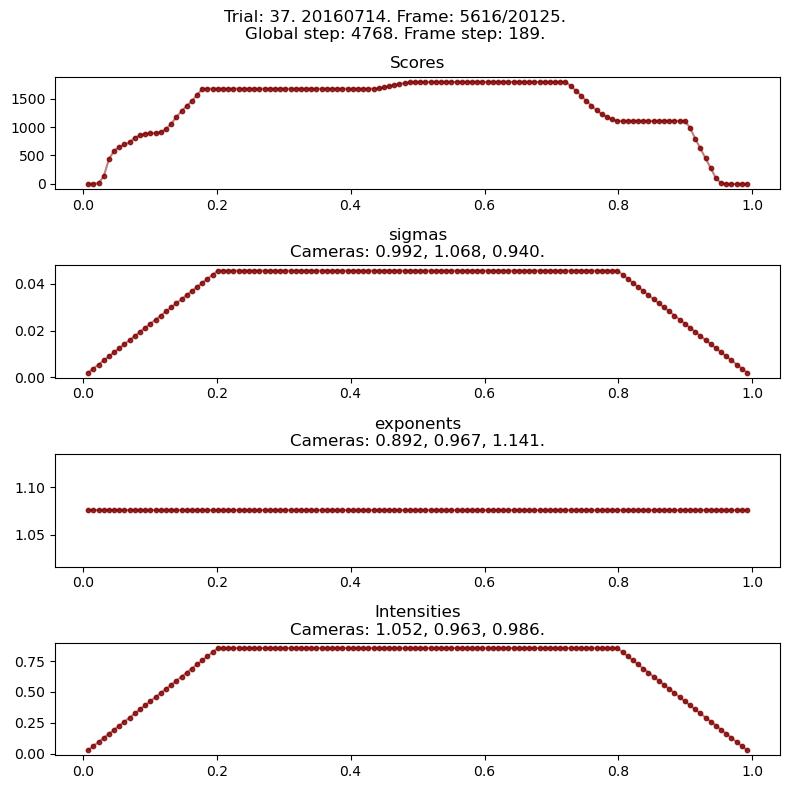 Trial: 37. 20160714. Frame: 5616/20125.
Global step: 4768. Frame step: 189.
Scores
1500
1000
500
0
0.0 0.2 0.4 0.6 0.8 1.0
sigmas
Cameras: 0.992, 1.068, 0.940.
0.04
0.02
0.00
0.0 0.2 0.4 0.6 0.8 1.0
exponents
Cameras: 0.892, 0.967, 1.141.
1.10
1.05
0.0 0.2 0.4 0.6 0.8 1.0
Intensities
Cameras: 1.052, 0.963, 0.986.
0.75
0.50
0.25
0.00
0.0 0.2 0.4 0.6 0.8 1.0